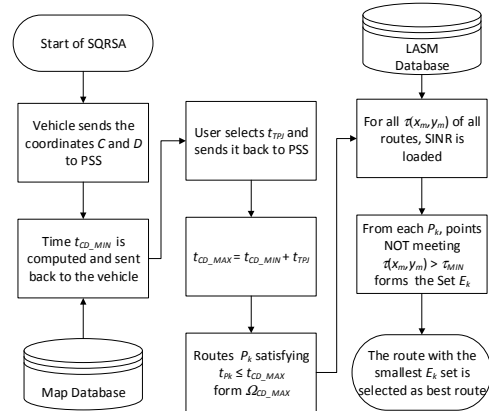 Start of SQRSA
Vehicle sends the
coordinates C and D
to PSS
Time t_CD_MIN is
computed and sent
back to the vehicle
Map Database
User selects t_TPJ and
sends it back to PSS
t_CD_MAX = t_CD_MIN + t_TPJ
Routes P_k satisfying
t_Pk ≤ t_CD_MAX
form Ω_CD_MAX
LASM
Database
For all τ(x_m,y_m) of all
routes, SINR is
loaded
From each P_k, points
NOT meeting
τ(x_m,y_m) > τ_MIN
forms the Set E_k
The route with the
smallest E_k set is
selected as best route